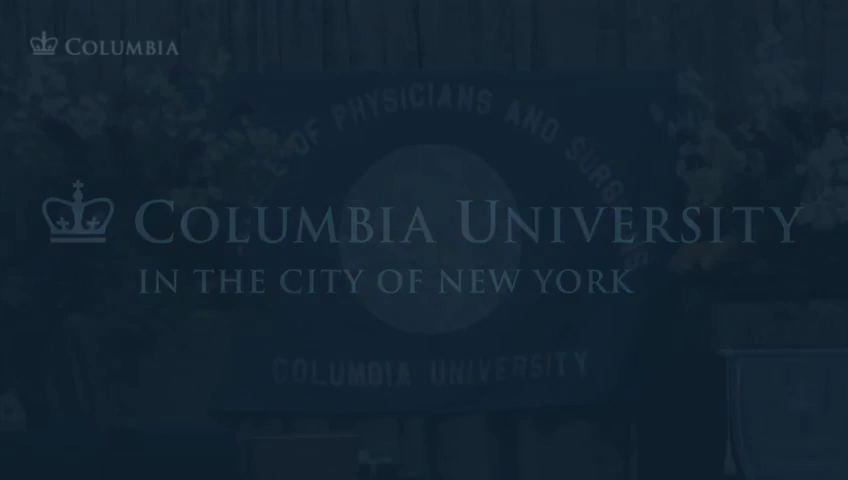 COLUMBIA
OF PHYSICIANS AND
COLUMBIA UNIVERSITY
IN THE CITY OF NEW YORK
COLUMBIA UNIVERSITY